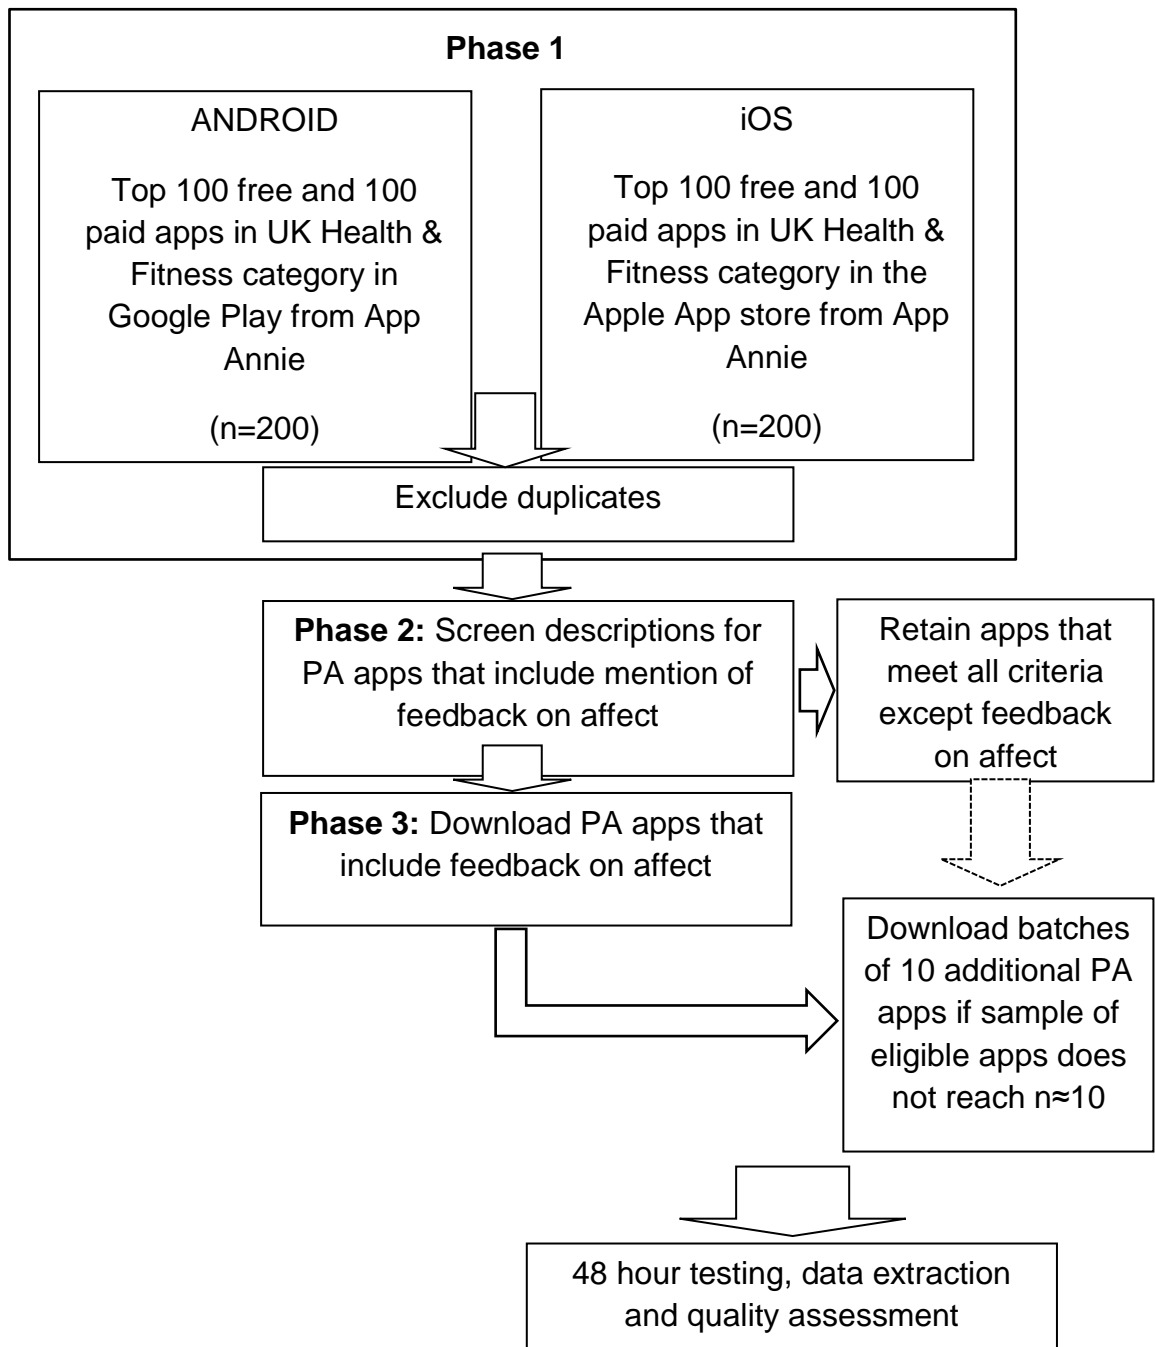 Phase 1
ANDROID
Top 100 free and 100
paid apps in UK Health &
Fitness category in
Google Play from App
Annie
(n=200)
iOS
Top 100 free and 100
paid apps in UK Health &
Fitness category in the
Apple App store from App
Annie
(n=200)
Exclude duplicates
Phase 2: Screen descriptions for
PA apps that include mention of
feedback on affect
Retain apps that
meet all criteria
except feedback
on affect
Phase 3: Download PA apps that
include feedback on affect
Download batches
of 10 additional PA
apps if sample of
eligible apps does
not reach n≈10
48 hour testing, data extraction
and quality assessment